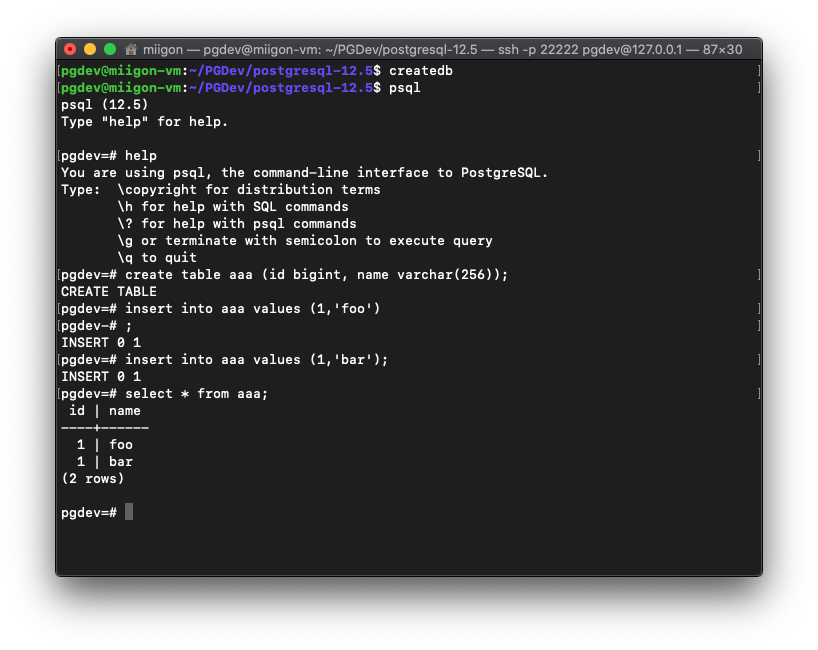 miigon — pgdev@miigon-vm: ~/PGDev/postgresql-12.5 — ssh -p 22222 pgdev@127.0.0.1 — 87×30
[pgdev@miigon-vm:~/PGDev/postgresql-12.5$ createdb ]
[pgdev@miigon-vm:~/PGDev/postgresql-12.5$ psql ]
psql (12.5)
Type "help" for help.

[pgdev=# help ]
You are using psql, the command-line interface to PostgreSQL.
Type:  \copyright for distribution terms
       \h for help with SQL commands
       \? for help with psql commands
       \g or terminate with semicolon to execute query
       \q to quit
[pgdev=# create table aaa (id bigint, name varchar(256)); ]
CREATE TABLE
[pgdev=# insert into aaa values (1,'foo') ]
[pgdev-# ; ]
INSERT 0 1
[pgdev=# insert into aaa values (1,'bar'); ]
INSERT 0 1
[pgdev=# select * from aaa; ]
 id | name
----+------
  1 | foo
  1 | bar
(2 rows)

pgdev=#